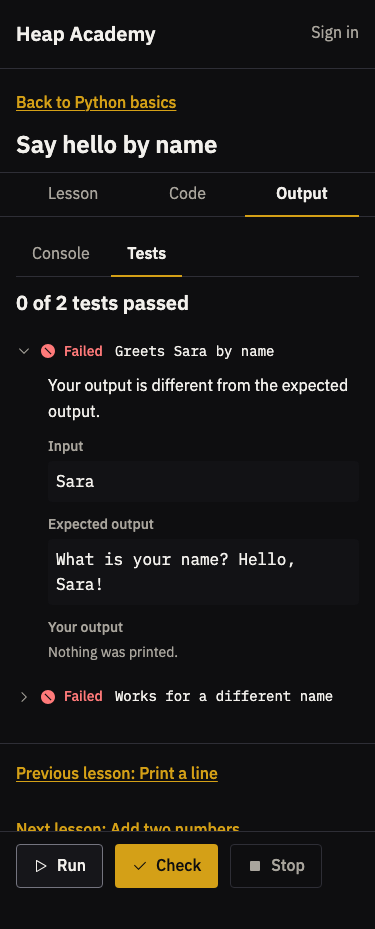 Heap Academy
Sign in
Back to Python basics
Say hello by name
Lesson
Code
Output
Console
Tests
0 of 2 tests passed
Failed Greets Sara by name
Your output is different from the expected
output.
Input
Sara
Expected output
What is your name? Hello,
Sara!
Your output
Nothing was printed.
Failed Works for a different name
Previous lesson: Print a line
Next lesson: Add two numbers
Run
Check
Stop